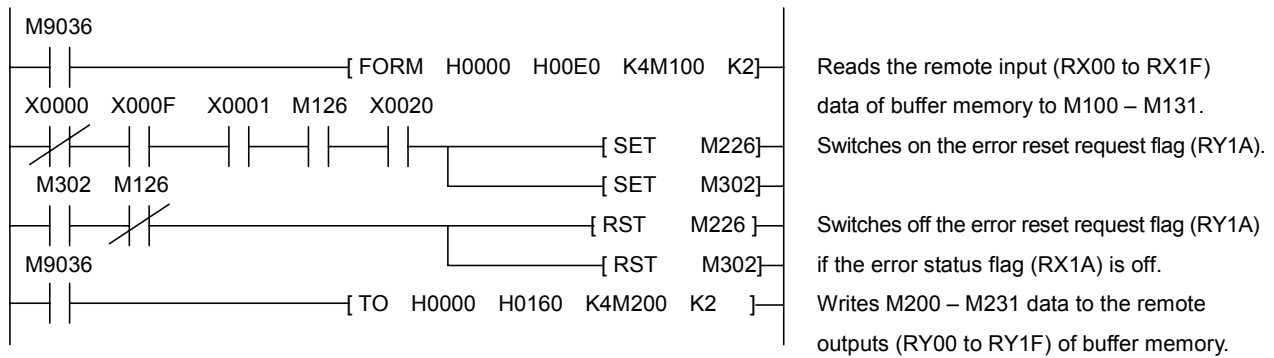 M9036
[ FORM H0000 H00E0 K4M100 K2] Reads the remote input (RX00 to RX1F)
X0000 X000F X0001 M126 X0020 data of buffer memory to M100 – M131.
[ SET M226] Switches on the error reset request flag (RY1A).
M302 M126 [ SET M302]
[ RST M226 ] Switches off the error reset request flag (RY1A)
M9036 [ RST M302] if the error status flag (RX1A) is off.
[ TO H0000 H0160 K4M200 K2 ] Writes M200 – M231 data to the remote
outputs (RY00 to RY1F) of buffer memory.